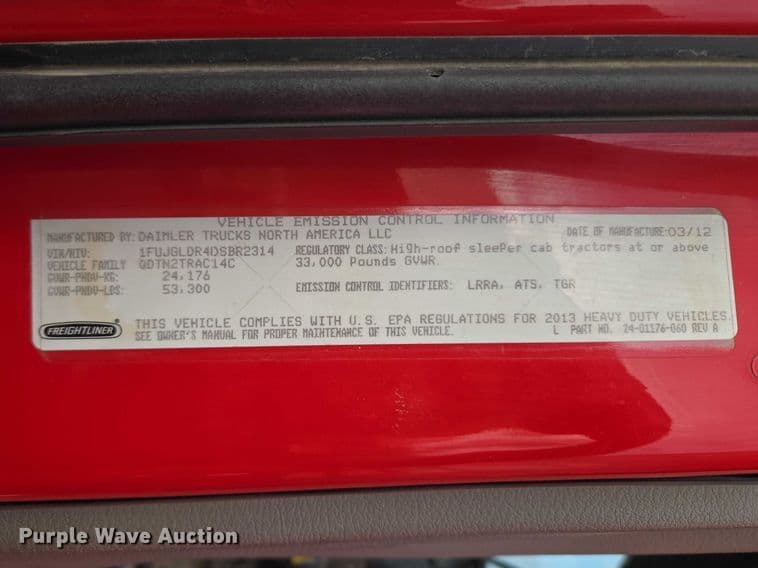 VEHICLE EMISSION CONTROL INFORMATION
MANUFACTURED BY: DAIMLER TRUCKS NORTH AMERICA LLC DATE OF MANUFACTURE: 03/12
VIN/NIV: 1FUJGLDR4DSBR2314 REGULATORY CLASS: High-roof sleeper cab tractors at or above
VEHICLE FAMILY QDTN2TRAC14C 33,000 Pounds GVWR.
GVWR-PNBV-KG: 24,176
GVWR-PNBV-LBS: 53,300 EMISSION CONTROL IDENTIFIERS: LRRA, ATS, TGR
FREIGHTLINER
THIS VEHICLE COMPLIES WITH U.S. EPA REGULATIONS FOR 2013 HEAVY DUTY VEHICLES.
SEE OWNER'S MANUAL FOR PROPER MAINTENANCE OF THIS VEHICLE. L PART NO. 24-01176-060 REV A
Purple Wave Auction